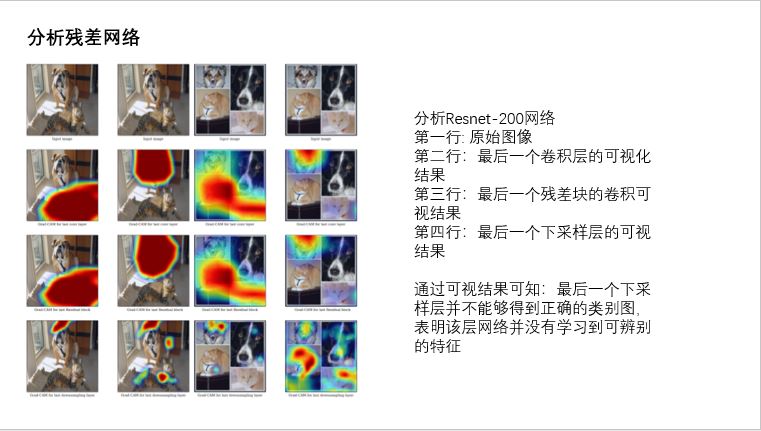 分析残差网络
Input image Input image Input image Input image
Grad-CAM for last conv layer Grad-CAM for last conv layer Grad-CAM for last conv layer Grad-CAM for last conv layer
Grad-CAM for last Residual block Grad-CAM for last Residual block Grad-CAM for last Residual block Grad-CAM for last Residual block
Grad-CAM for last downsampling layer Grad-CAM for last downsampling layer Grad-CAM for last downsampling layer Grad-CAM for last downsampling layer
分析Resnet-200网络
第一行: 原始图像
第二行：最后一个卷积层的可视化
结果
第三行：最后一个残差块的卷积可
视结果
第四行：最后一个下采样层的可视
结果
通过可视结果可知：最后一个下采
样层并不能够得到正确的类别图,
表明该层网络并没有学习到可辨别
的特征